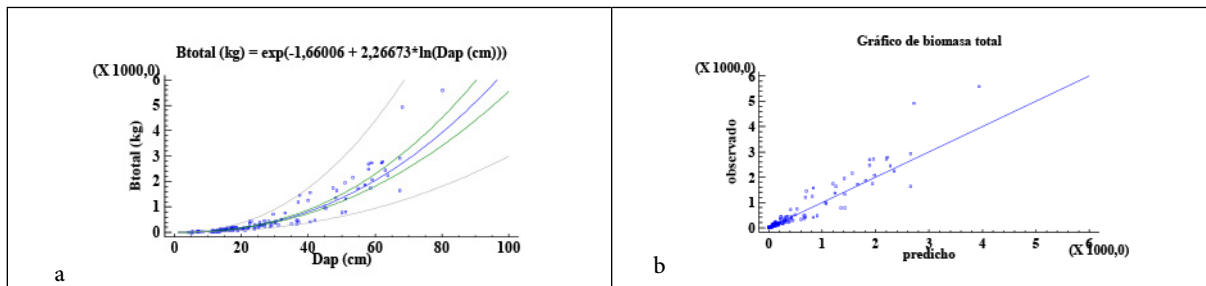 Btotal (kg) = exp(-1,66006 + 2,26673*ln(Dap (cm)))
(X 1000,0)
6
5
4
3
2
1
0
Btotal (kg)
0 20 40 60 80 100
Dap (cm)
a
Gráfico de biomasa total
(X 1000,0)
6
5
4
3
2
1
0
observado
0 1 2 3 4 5 6
(X 1000,0)
predicho
b